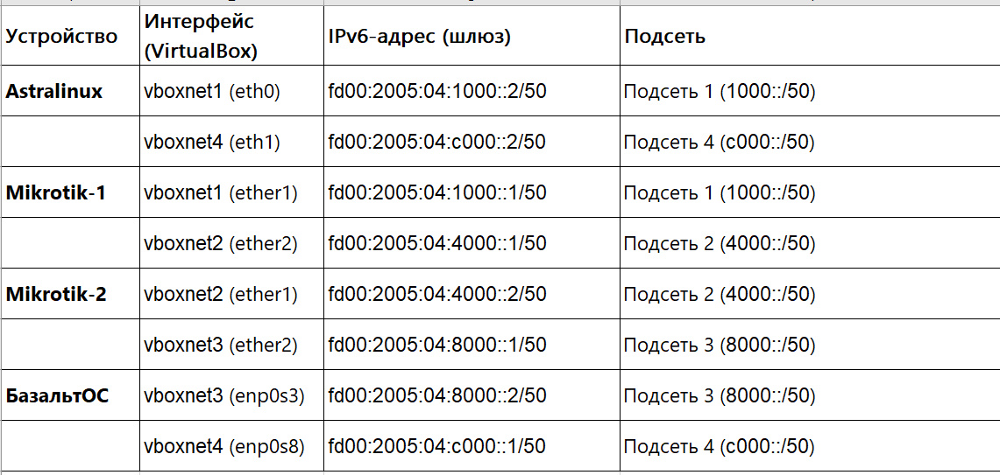 Устройство Интерфейс (VirtualBox) IPv6-адрес (шлюз) Подсеть
Astralinux vboxnet1 (eth0) fd00:2005:04:1000::2/50 Подсеть 1 (1000::/50)
vboxnet4 (eth1) fd00:2005:04:c000::2/50 Подсеть 4 (c000::/50)
Mikrotik-1 vboxnet1 (ether1) fd00:2005:04:1000::1/50 Подсеть 1 (1000::/50)
vboxnet2 (ether2) fd00:2005:04:4000::1/50 Подсеть 2 (4000::/50)
Mikrotik-2 vboxnet2 (ether1) fd00:2005:04:4000::2/50 Подсеть 2 (4000::/50)
vboxnet3 (ether2) fd00:2005:04:8000::1/50 Подсеть 3 (8000::/50)
БазальтОС vboxnet3 (enp0s3) fd00:2005:04:8000::2/50 Подсеть 3 (8000::/50)
vboxnet4 (enp0s8) fd00:2005:04:c000::1/50 Подсеть 4 (c000::/50)